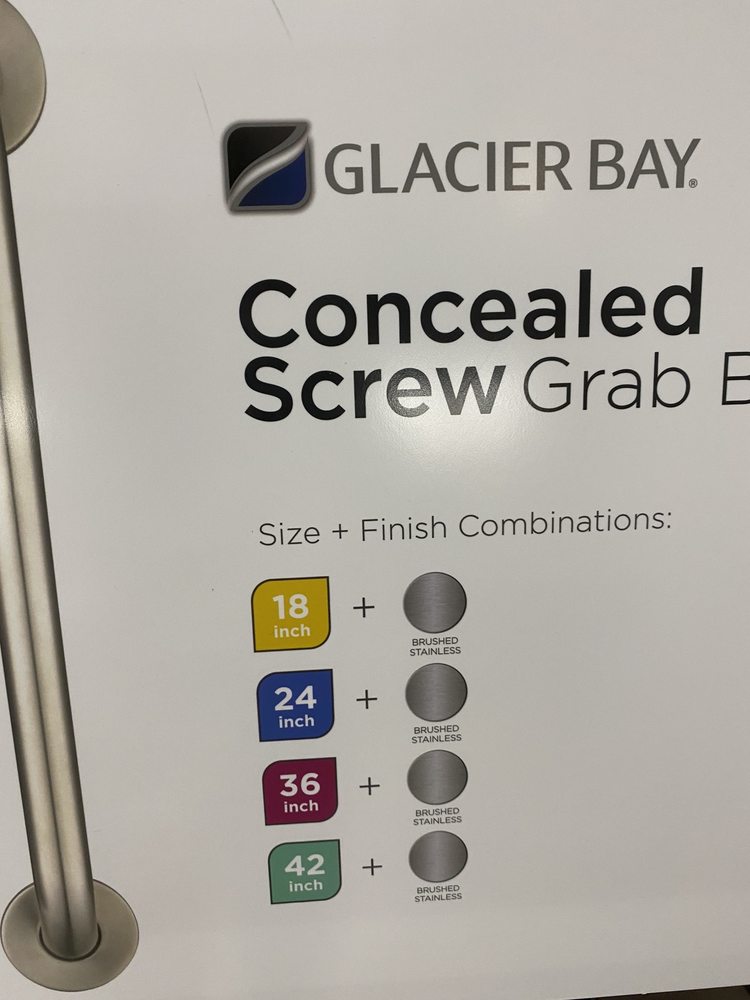 GLACIER BAY®
Concealed
Screw Grab B
Size + Finish Combinations:
18
inch
+
BRUSHED
STAINLESS
24
inch
+
BRUSHED
STAINLESS
36
inch
+
BRUSHED
STAINLESS
42
inch
+
BRUSHED
STAINLESS